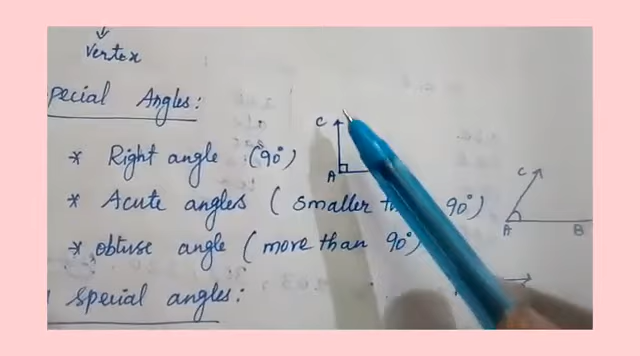 Vertex
pecial Angles:
* Right angle (90°)
C
A
* Acute angles ( smaller 90°)
C
A B
* obtuse angle ( more than 90°)
special angles: